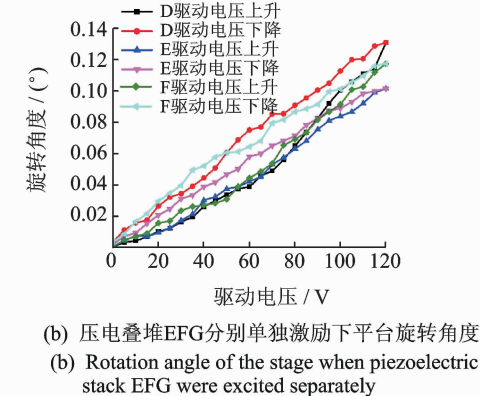 D驱动电压上升
D驱动电压下降
E驱动电压上升
E驱动电压下降
F驱动电压上升
F驱动电压下降
0.14
0.12
0.10
0.08
0.06
0.04
0.02
旋转角度 / (°)
0 20 40 60 80 100 120
驱动电压 / V
(b) 压电叠堆EFG分别单独激励下平台旋转角度
(b) Rotation angle of the stage when piezoelectric
stack EFG were excited separately